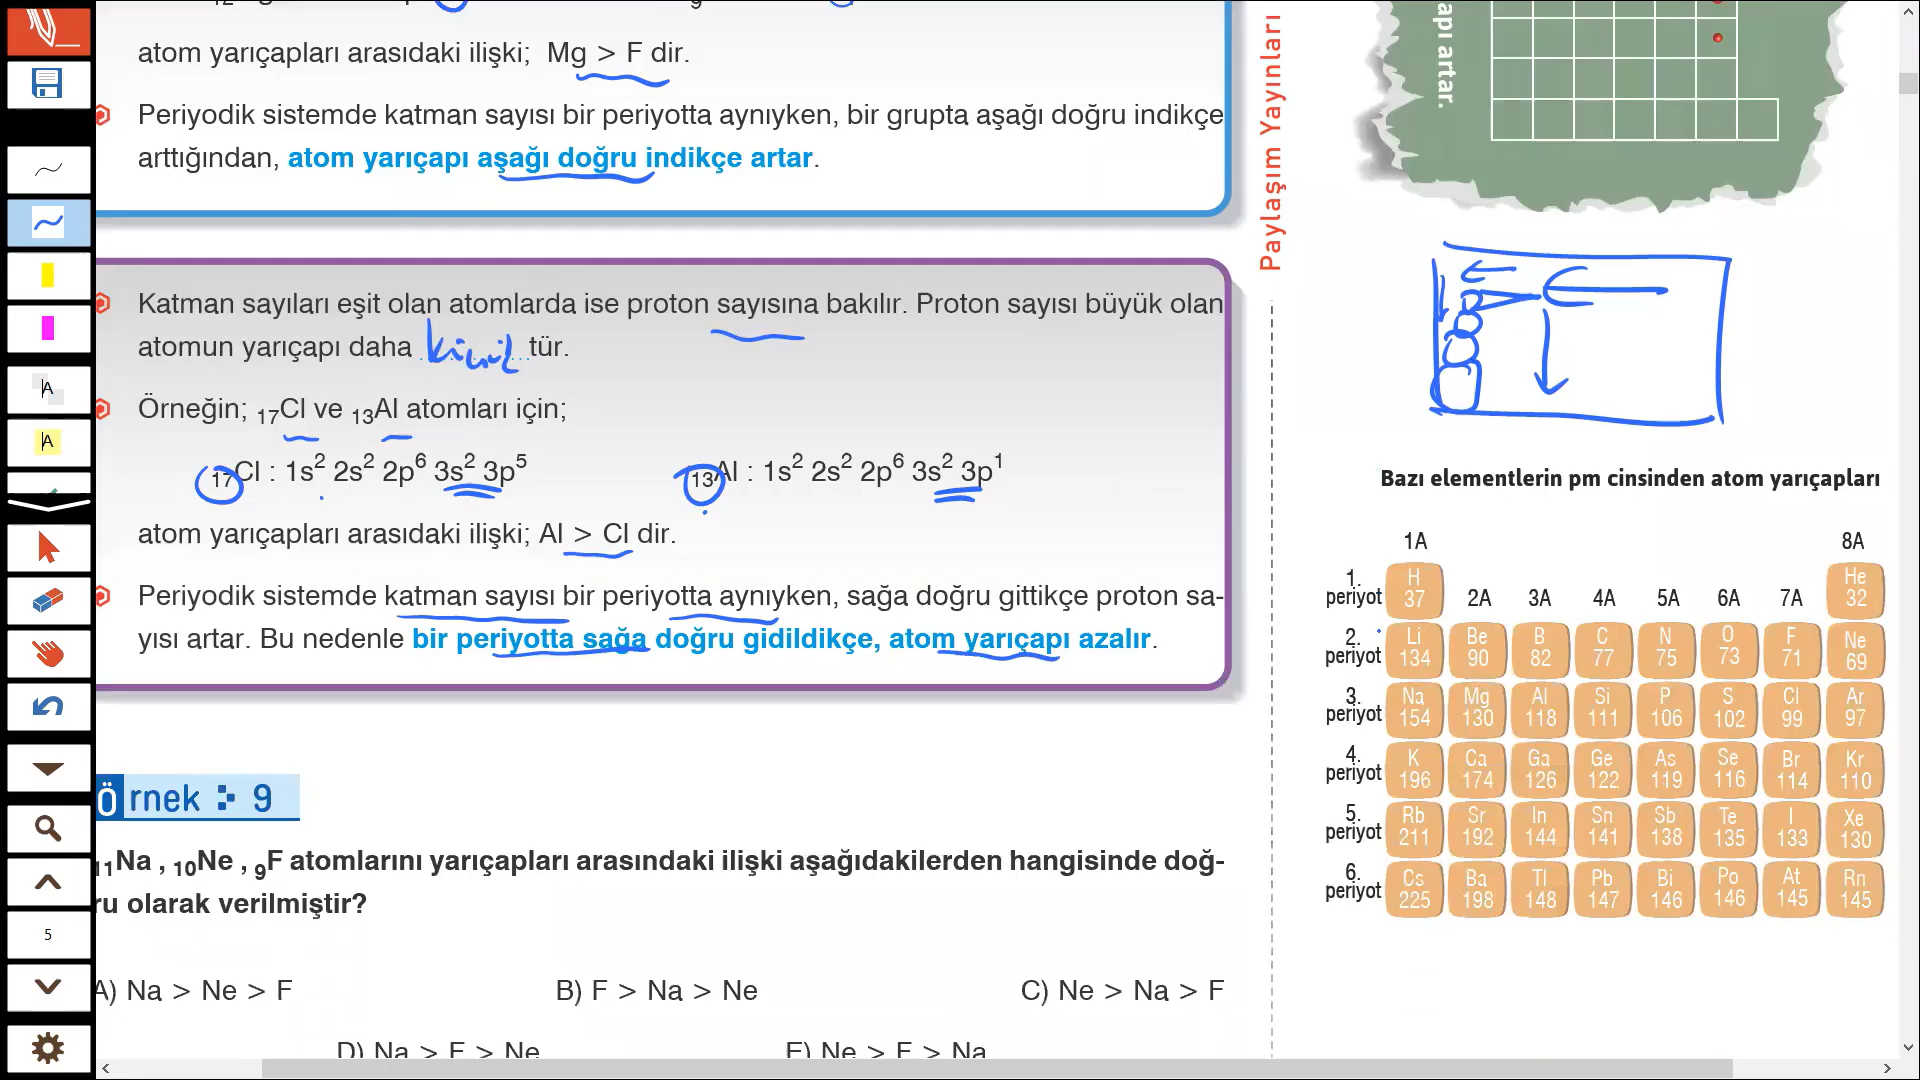 atom yarıçapları arasıdaki ilişki; Mg > F dir.
Periyodik sistemde katman sayısı bir periyotta aynıyken, bir grupta aşağı doğru indikçe
arttığından, atom yarıçapı aşağı doğru indikçe artar.
Katman sayıları eşit olan atomlarda ise proton sayısına bakılır. Proton sayısı büyük olan
atomun yarıçapı daha küçük tür.
Örneğin; 17Cl ve 13Al atomları için;
17Cl : 1s2 2s2 2p6 3s2 3p5 13Al : 1s2 2s2 2p6 3s2 3p1
atom yarıçapları arasıdaki ilişki; Al > Cl dir.
Periyodik sistemde katman sayısı bir periyotta aynıyken, sağa doğru gittikçe proton sa-
yısı artar. Bu nedenle bir periyotta sağa doğru gidildikçe, atom yarıçapı azalır.
Örnek 9
11Na , 10Ne , 9F atomlarını yarıçapları arasındaki ilişki aşağıdakilerden hangisinde doğ-
ru olarak verilmiştir?
A) Na > Ne > F B) F > Na > Ne C) Ne > Na > F
D) Na > F > Ne E) Ne > F > Na
Paylaşım Yayınları
apı artar.
Bazı elementlerin pm cinsinden atom yarıçapları
1A 8A
1. periyot H 37 2A 3A 4A 5A 6A 7A He 32
2. periyot Li 134 Be 90 B 82 C 77 N 75 O 73 F 71 Ne 69
3. periyot Na 154 Mg 130 Al 118 Si 111 P 106 S 102 Cl 99 Ar 97
4. periyot K 196 Ca 174 Ga 126 Ge 122 As 119 Se 116 Br 114 Kr 110
5. periyot Rb 211 Sr 192 In 144 Sn 141 Sb 138 Te 135 I 133 Xe 130
6. periyot Cs 225 Ba 198 Tl 148 Pb 147 Bi 146 Po 146 At 145 Rn 145
A
A
5